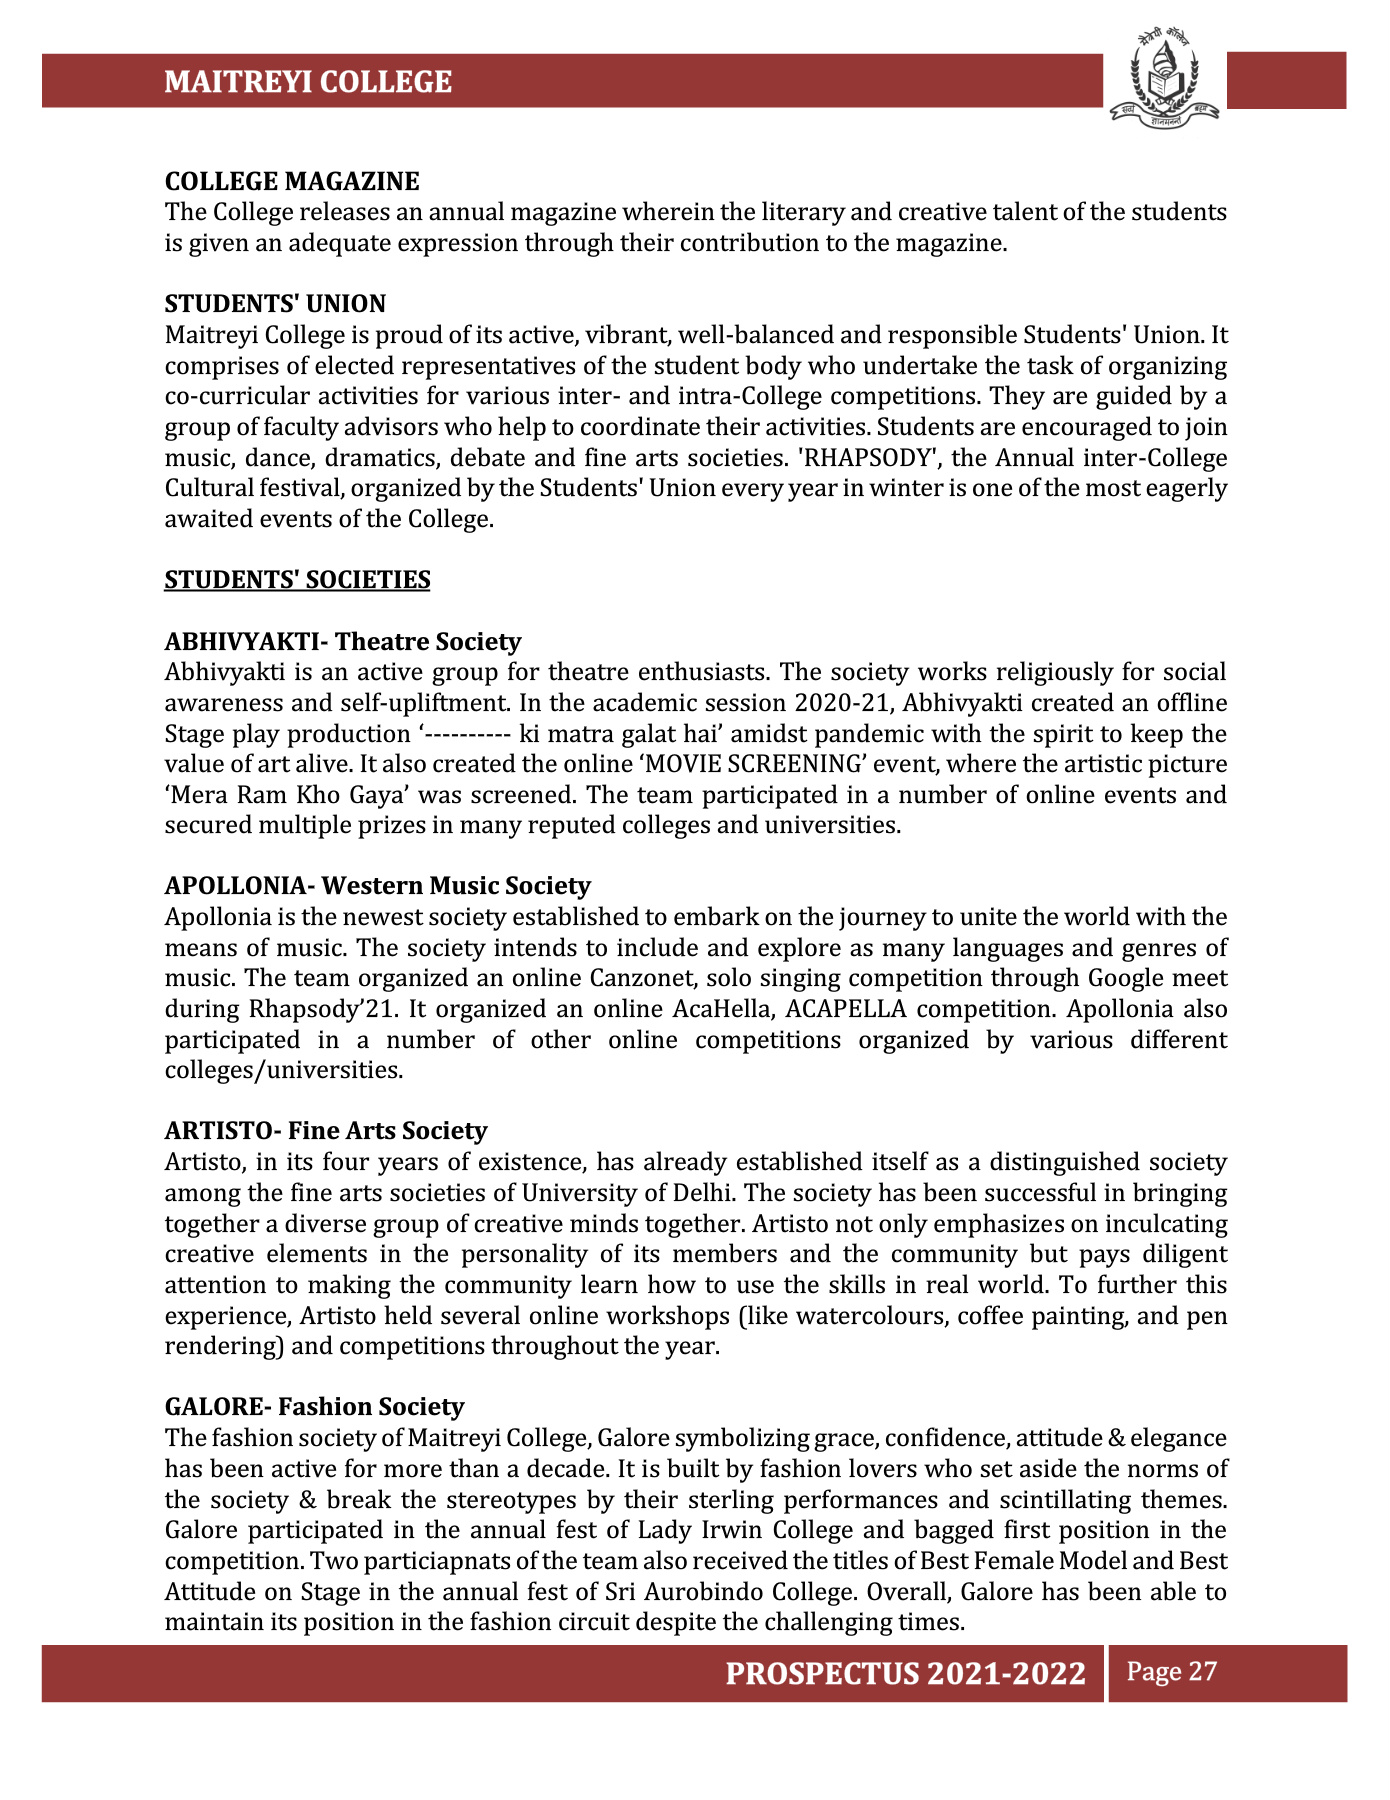 MAITREYI COLLEGE
मैत्रेयी कॉलेज
ज्ञानमनन्तं
COLLEGE MAGAZINE
The College releases an annual magazine wherein the literary and creative talent of the students
is given an adequate expression through their contribution to the magazine.
STUDENTS' UNION
Maitreyi College is proud of its active, vibrant, well-balanced and responsible Students' Union. It
comprises of elected representatives of the student body who undertake the task of organizing
co-curricular activities for various inter- and intra-College competitions. They are guided by a
group of faculty advisors who help to coordinate their activities. Students are encouraged to join
music, dance, dramatics, debate and fine arts societies. 'RHAPSODY', the Annual inter-College
Cultural festival, organized by the Students' Union every year in winter is one of the most eagerly
awaited events of the College.
STUDENTS' SOCIETIES
ABHIVYAKTI- Theatre Society
Abhivyakti is an active group for theatre enthusiasts. The society works religiously for social
awareness and self-upliftment. In the academic session 2020-21, Abhivyakti created an offline
Stage play production ‘---------- ki matra galat hai’ amidst pandemic with the spirit to keep the
value of art alive. It also created the online ‘MOVIE SCREENING’ event, where the artistic picture
‘Mera Ram Kho Gaya’ was screened. The team participated in a number of online events and
secured multiple prizes in many reputed colleges and universities.
APOLLONIA- Western Music Society
Apollonia is the newest society established to embark on the journey to unite the world with the
means of music. The society intends to include and explore as many languages and genres of
music. The team organized an online Canzonet, solo singing competition through Google meet
during Rhapsody’21. It organized an online AcaHella, ACAPELLA competition. Apollonia also
participated in a number of other online competitions organized by various different
colleges/universities.
ARTISTO- Fine Arts Society
Artisto, in its four years of existence, has already established itself as a distinguished society
among the fine arts societies of University of Delhi. The society has been successful in bringing
together a diverse group of creative minds together. Artisto not only emphasizes on inculcating
creative elements in the personality of its members and the community but pays diligent
attention to making the community learn how to use the skills in real world. To further this
experience, Artisto held several online workshops (like watercolours, coffee painting, and pen
rendering) and competitions throughout the year.
GALORE- Fashion Society
The fashion society of Maitreyi College, Galore symbolizing grace, confidence, attitude & elegance
has been active for more than a decade. It is built by fashion lovers who set aside the norms of
the society & break the stereotypes by their sterling performances and scintillating themes.
Galore participated in the annual fest of Lady Irwin College and bagged first position in the
competition. Two particiapnats of the team also received the titles of Best Female Model and Best
Attitude on Stage in the annual fest of Sri Aurobindo College. Overall, Galore has been able to
maintain its position in the fashion circuit despite the challenging times.
PROSPECTUS 2021-2022
Page 27